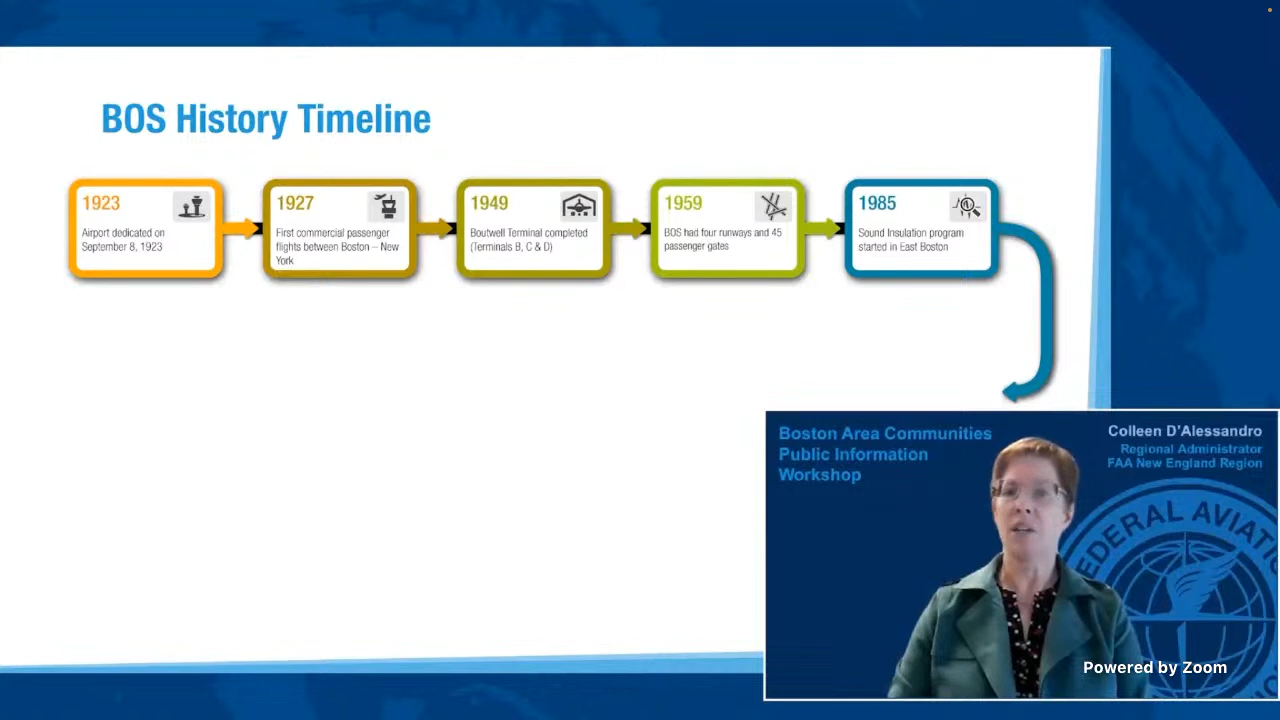 BOS History Timeline
1923
Airport dedicated on
September 8, 1923
1927
First commercial passenger
flights between Boston – New
York
1949
Boutwell Terminal completed
(Terminals B, C & D)
1959
BOS had four runways and 45
passenger gates
1985
Sound Insulation program
started in East Boston
Boston Area Communities
Public Information
Workshop
Colleen D'Alessandro
Regional Administrator
FAA New England Region
Powered by Zoom